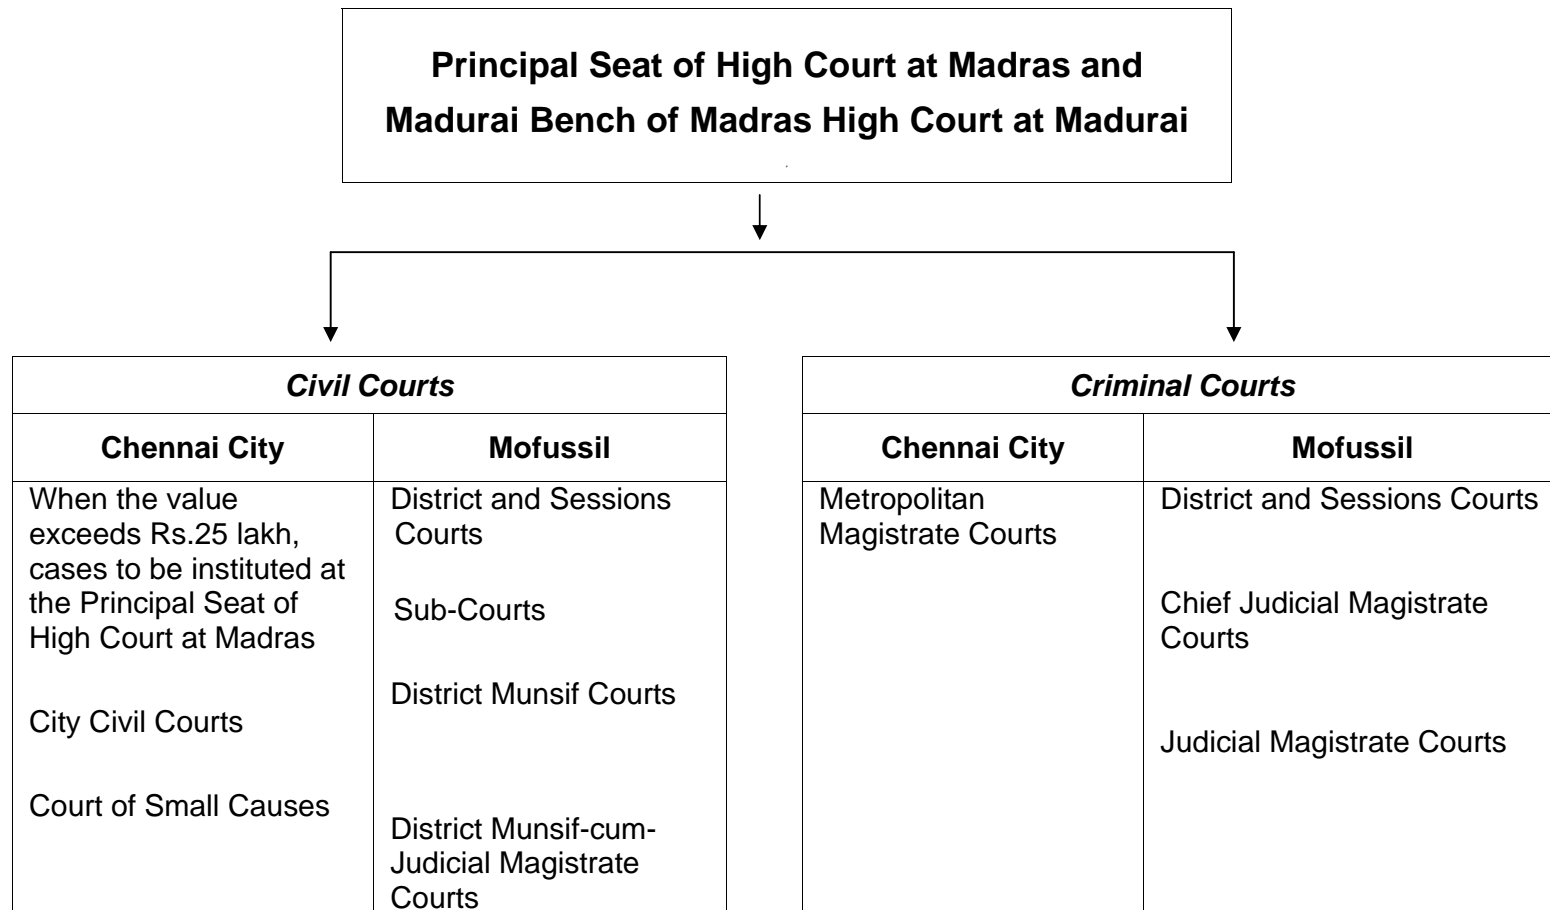 Principal Seat of High Court at Madras and
Madurai Bench of Madras High Court at Madurai
Civil Courts
Chennai City
Mofussil
When the value
exceeds Rs.25 lakh,
cases to be instituted at
the Principal Seat of
High Court at Madras
City Civil Courts
Court of Small Causes
District and Sessions
Courts
Sub-Courts
District Munsif Courts
District Munsif-cum-
Judicial Magistrate
Courts
Criminal Courts
Chennai City
Mofussil
Metropolitan
Magistrate Courts
District and Sessions Courts
Chief Judicial Magistrate
Courts
Judicial Magistrate Courts